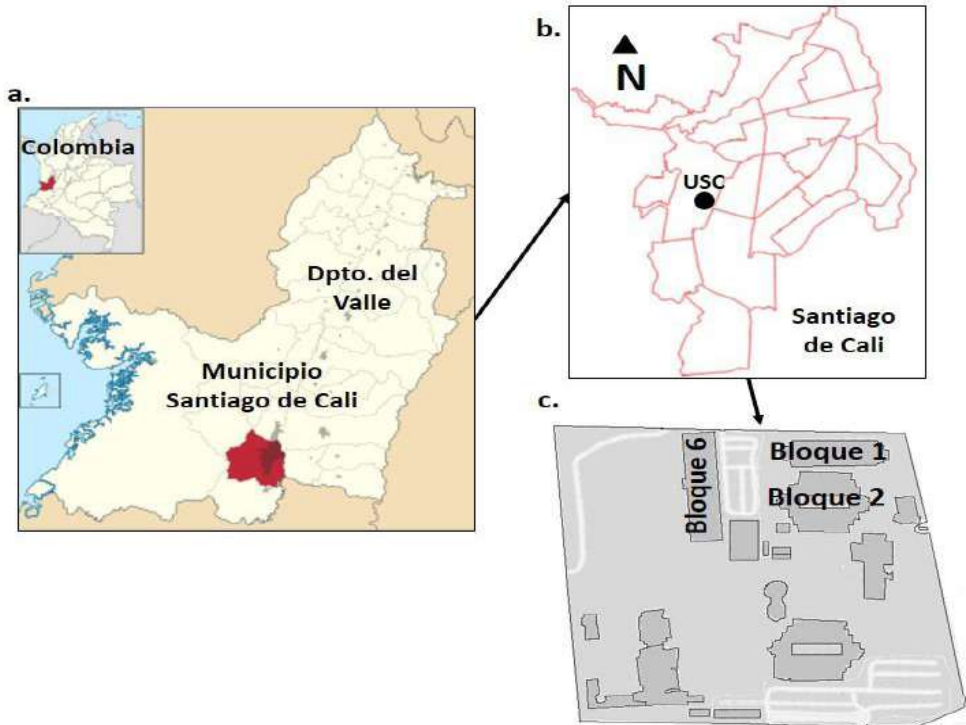 a.
Colombia
Dpto. del
Valle
Municipio
Santiago de Cali
b.
N
USC
Santiago
de Cali
c.
Bloque 6
Bloque 1
Bloque 2